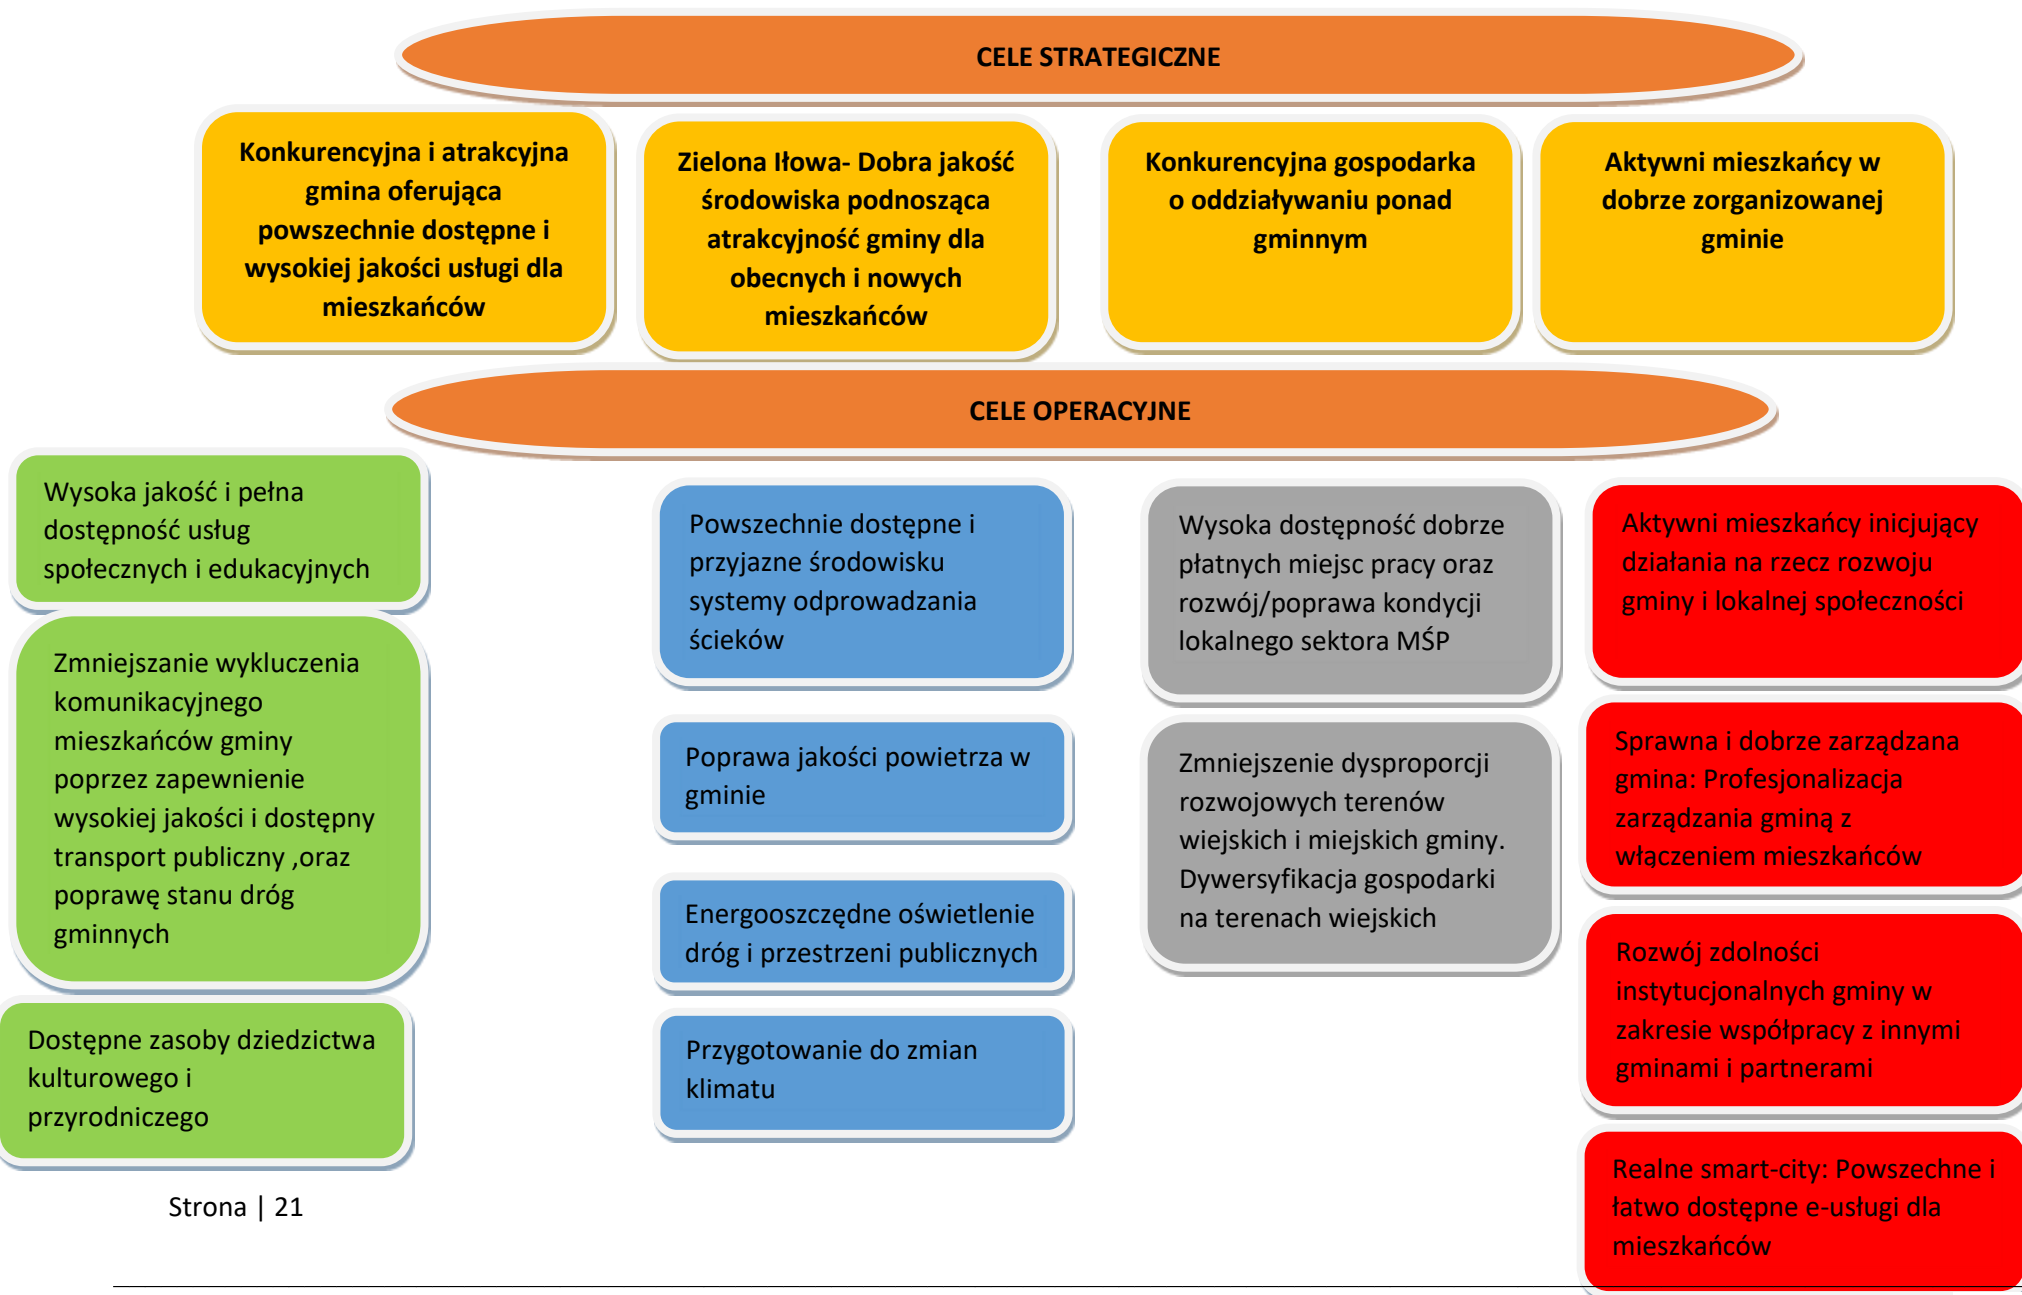 CELE STRATEGICZNE
Konkurencyjna i atrakcyjna
gmina oferująca
powszechnie dostępne i
wysokiej jakości usługi dla
mieszkańców
Zielona Iłowa- Dobra jakość
środowiska podnosząca
atrakcyjność gminy dla
obecnych i nowych
mieszkańców
Konkurencyjna gospodarka
o oddziaływaniu ponad
gminnym
Aktywni mieszkańcy w
dobrze zorganizowanej
gminie
CELE OPERACYJNE
Wysoka jakość i pełna
dostępność usług
społecznych i edukacyjnych
Zmniejszanie wykluczenia
komunikacyjnego
mieszkańców gminy
poprzez zapewnienie
wysokiej jakości i dostępny
transport publiczny ,oraz
poprawę stanu dróg
gminnych
Dostępne zasoby dziedzictwa
kulturowego i
przyrodniczego
Powszechnie dostępne i
przyjazne środowisku
systemy odprowadzania
ścieków
Poprawa jakości powietrza w
gminie
Energooszczędne oświetlenie
dróg i przestrzeni publicznych
Przygotowanie do zmian
klimatu
Wysoka dostępność dobrze
płatnych miejsc pracy oraz
rozwój/poprawa kondycji
lokalnego sektora MŚP
Zmniejszenie dysproporcji
rozwojowych terenów
wiejskich i miejskich gminy.
Dywersyfikacja gospodarki
na terenach wiejskich
Aktywni mieszkańcy inicjujący
działania na rzecz rozwoju
gminy i lokalnej społeczności
Sprawna i dobrze zarządzana
gmina: Profesjonalizacja
zarządzania gminą z
włączeniem mieszkańców
Rozwój zdolności
instytucjonalnych gminy w
zakresie współpracy z innymi
gminami i partnerami
Realne smart-city: Powszechne i
łatwo dostępne e-usługi dla
mieszkańców
Strona | 21